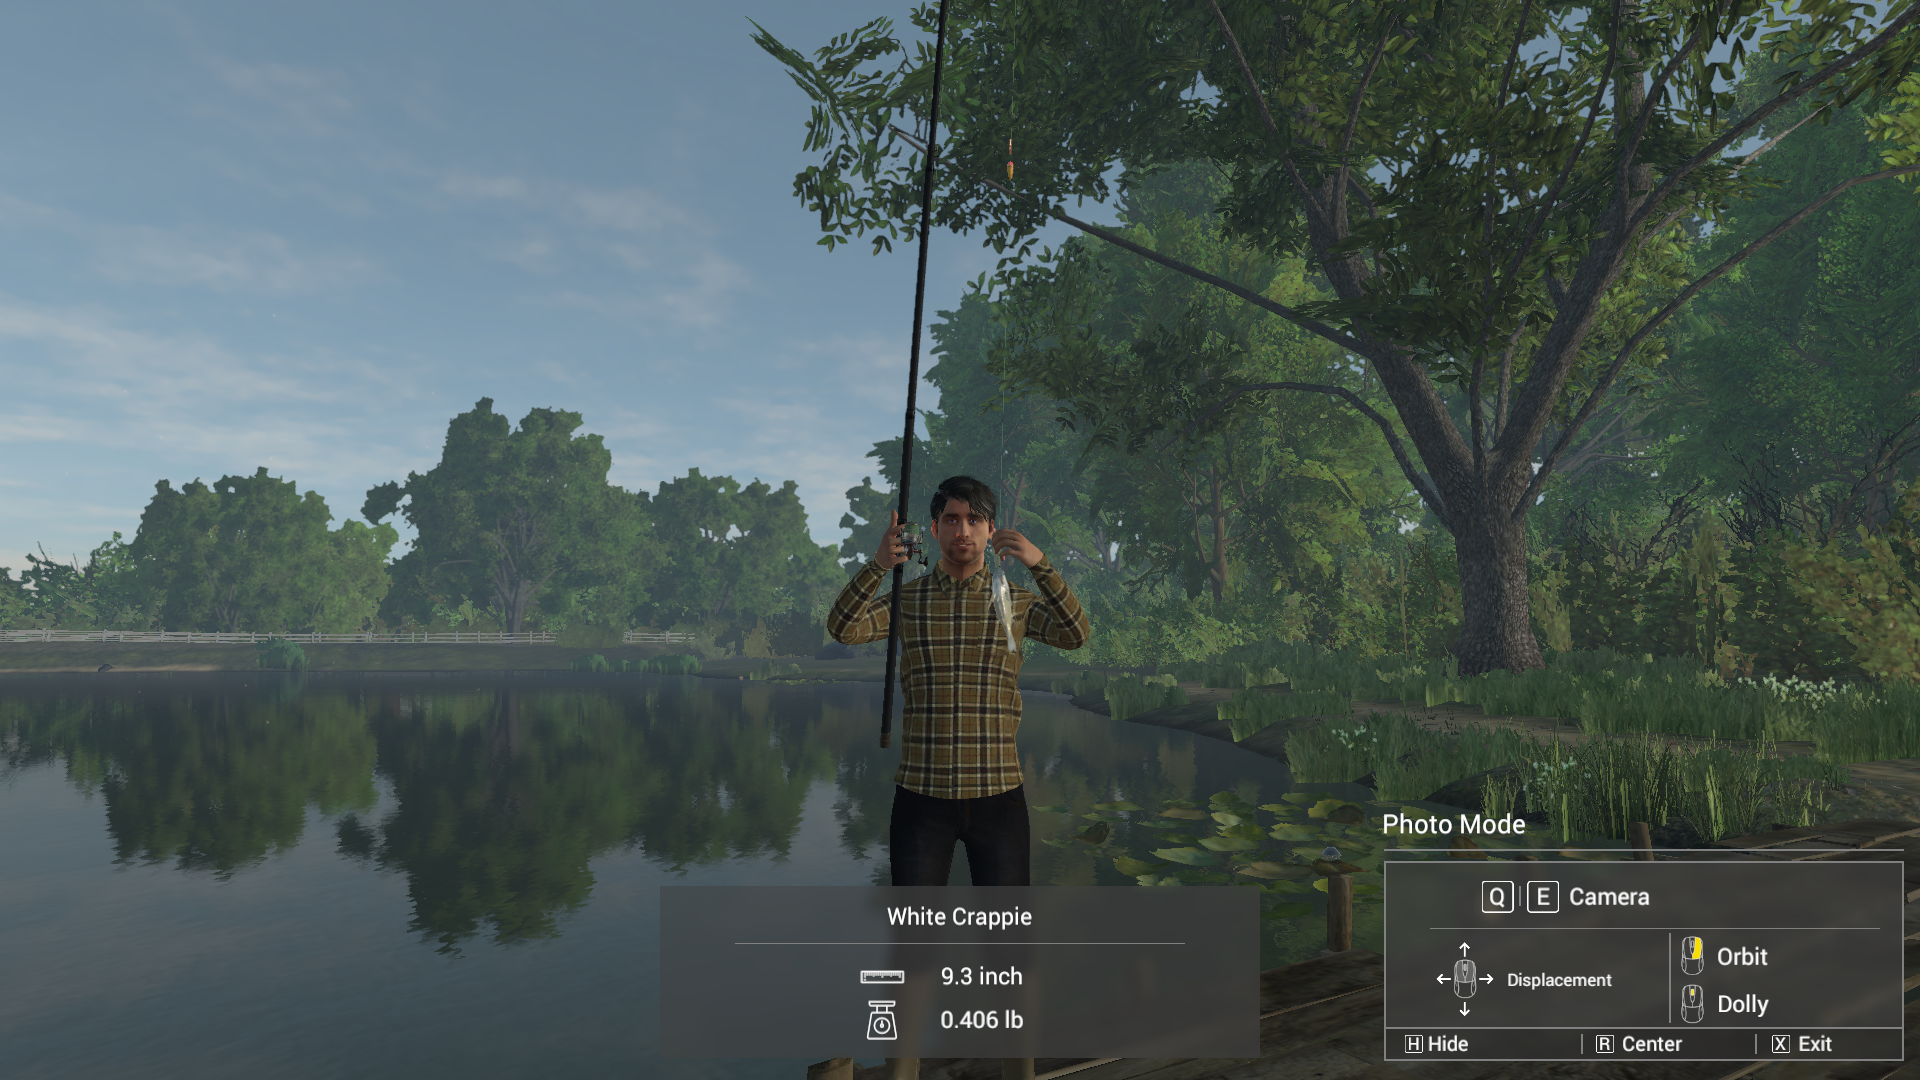 White Crappie
9.3 inch
0.406 lb
Photo Mode
Q | E Camera
Displacement
Orbit
Dolly
H Hide | R Center | X Exit